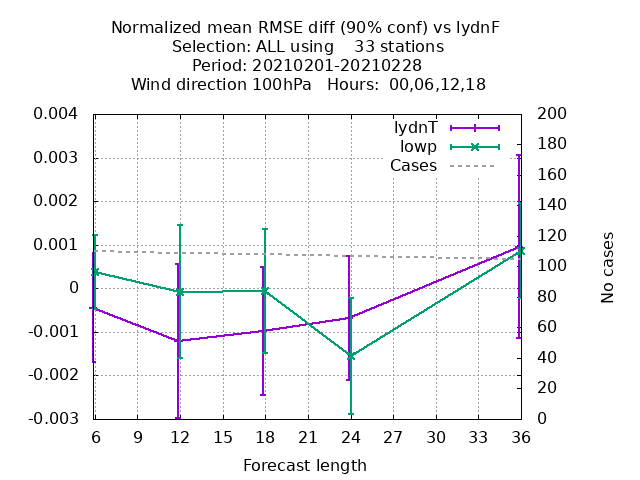 Normalized mean RMSE diff (90% conf) vs lydnF
Selection: ALL using    33 stations
Period: 20210201-20210228
Wind direction 100hPa   Hours:  00,06,12,18
0.004
0.003
0.002
0.001
0
-0.001
-0.002
-0.003
200
180
160
140
120
100
80
60
40
20
0
lydnT
lowp
Cases
No cases
6 9 12 15 18 21 24 27 30 33 36
Forecast length